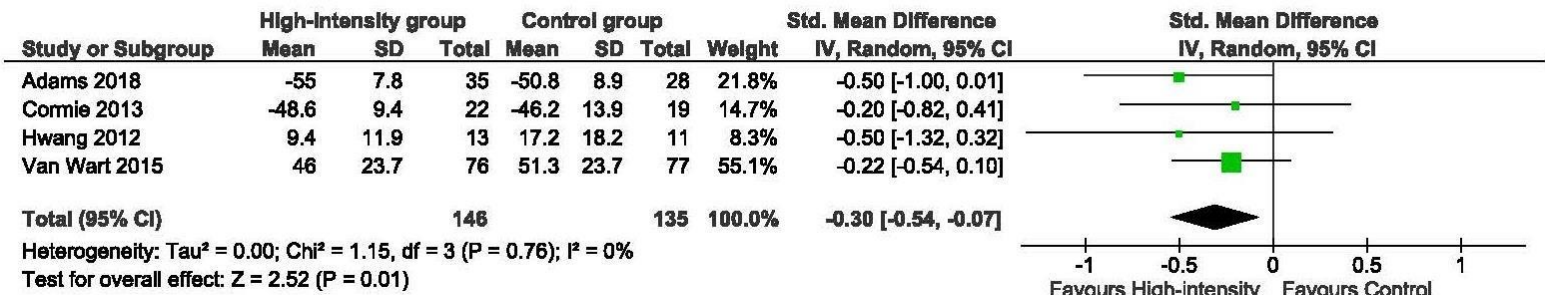 High-intensity group Control group Std. Mean Difference Std. Mean Difference
Study or Subgroup Mean SD Total Mean SD Total Weight IV, Random, 95% CI IV, Random, 95% CI
Adams 2018 -55 7.8 35 -50.8 8.9 28 21.8% -0.50 [-1.00, 0.01]
Cormie 2013 -48.6 9.4 22 -46.2 13.9 19 14.7% -0.20 [-0.82, 0.41]
Hwang 2012 9.4 11.9 13 17.2 18.2 11 8.3% -0.50 [-1.32, 0.32]
Van Wart 2015 46 23.7 76 51.3 23.7 77 55.1% -0.22 [-0.54, 0.10]
Total (95% CI) 146 135 100.0% -0.30 [-0.54, -0.07]
Heterogeneity: Tau² = 0.00; Chi² = 1.15, df = 3 (P = 0.76); I² = 0%
Test for overall effect: Z = 2.52 (P = 0.01)
-1 -0.5 0 0.5 1
Favours High-intensity Favours Control